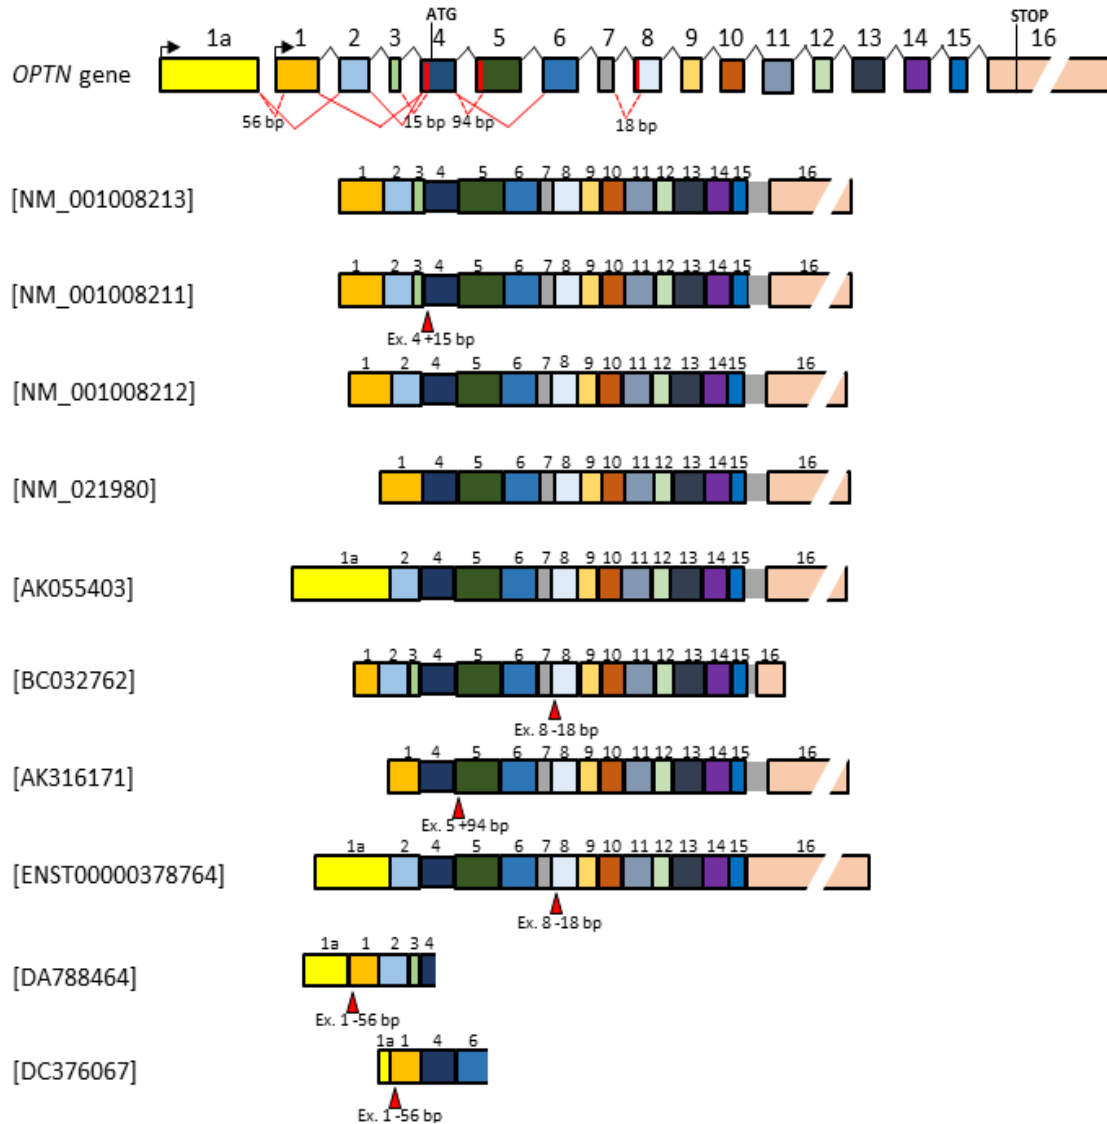 ATG STOP
1a 1 2 3 4 5 6 7 8 9 10 11 12 13 14 15 16
OPTN gene
56 bp 15 bp 94 bp 18 bp
1 2 3 4 5 6 7 8 9 10 11 12 13 14 15 16
[NM_001008213]
1 2 3 4 5 6 7 8 9 10 11 12 13 14 15 16
[NM_001008211]
Ex. 4 +15 bp
1 2 4 5 6 7 8 9 10 11 12 13 14 15 16
[NM_001008212]
1 4 5 6 7 8 9 10 11 12 13 14 15 16
[NM_021980]
1a 2 4 5 6 7 8 9 10 11 12 13 14 15 16
[AK055403]
1 2 3 4 5 6 7 8 9 10 11 12 13 14 15 16
[BC032762]
Ex. 8 -18 bp
1 4 5 6 7 8 9 10 11 12 13 14 15 16
[AK316171]
Ex. 5 +94 bp
1a 2 4 5 6 7 8 9 10 11 12 13 14 15 16
[ENST00000378764]
Ex. 8 -18 bp
1a 1 2 3 4
[DA788464]
Ex. 1 -56 bp
1a 1 4 6
[DC376067]
Ex. 1 -56 bp